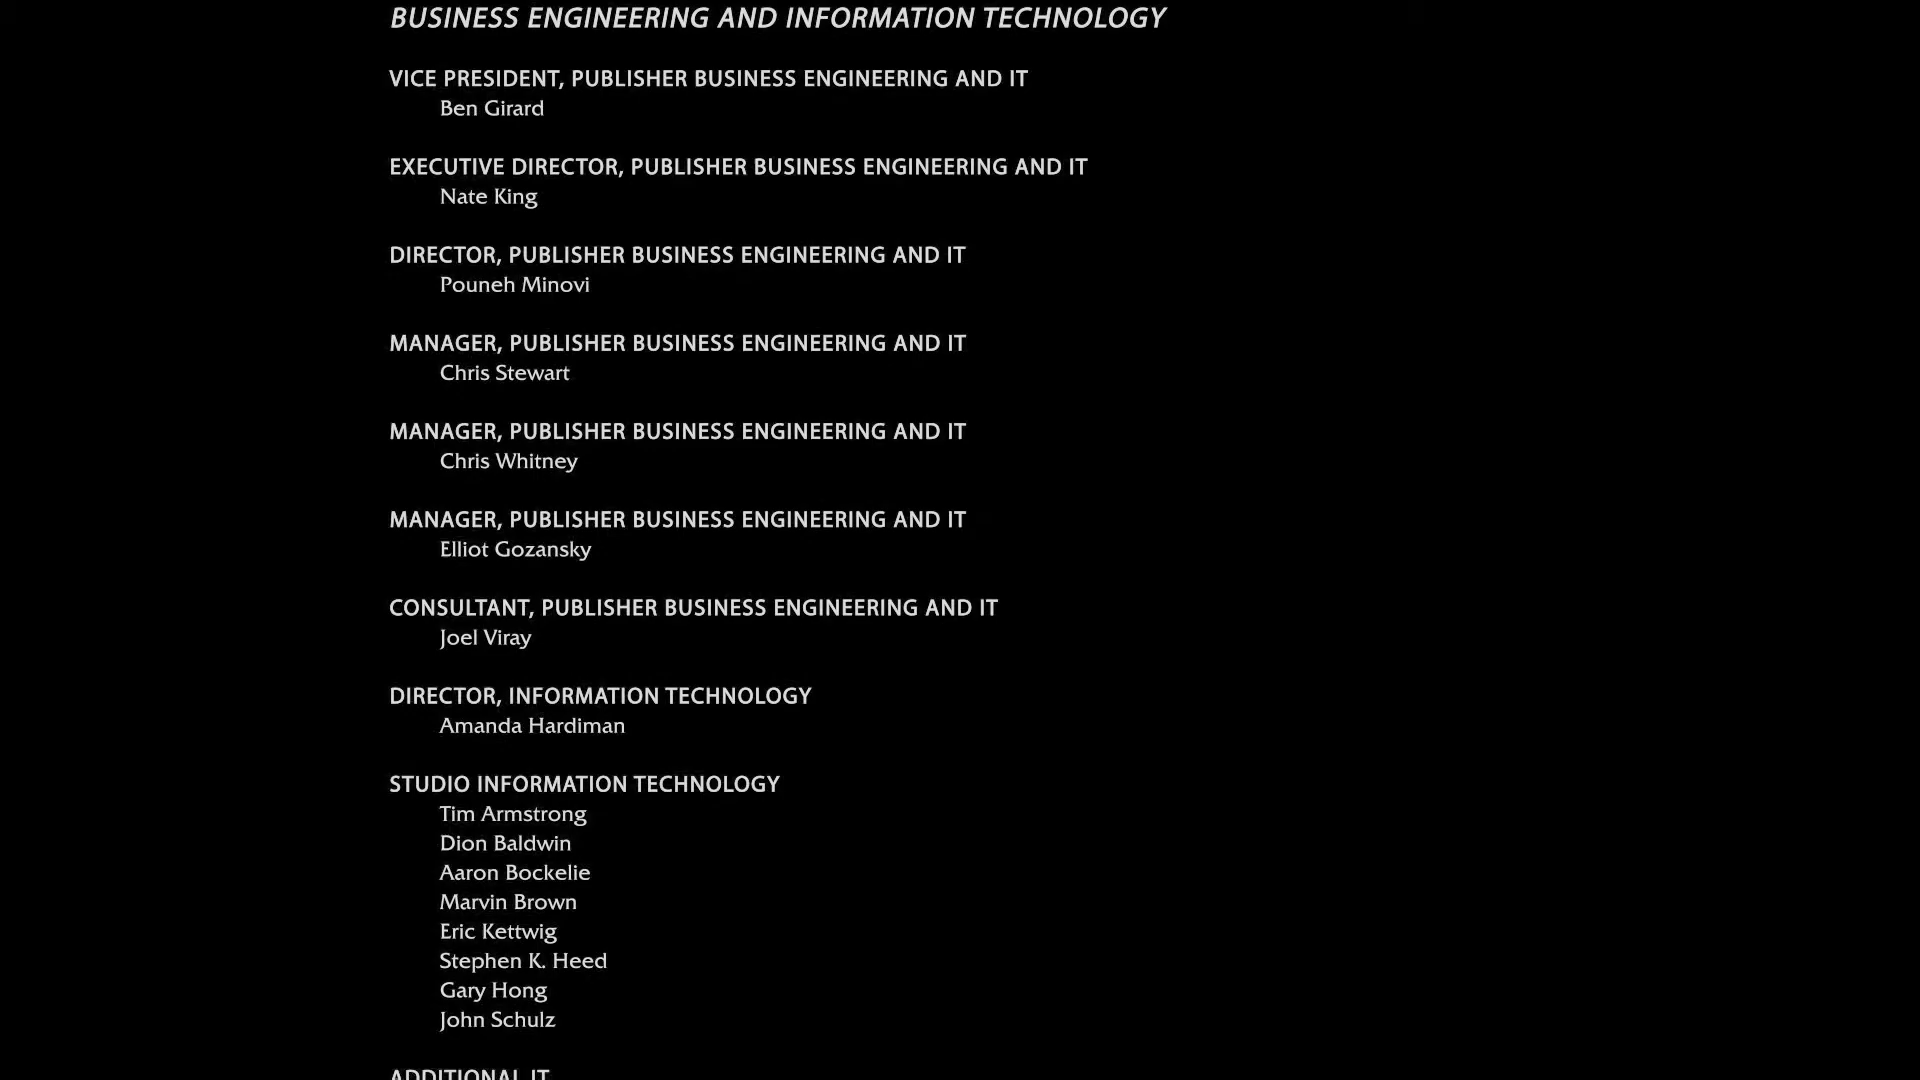 BUSINESS ENGINEERING AND INFORMATION TECHNOLOGY
VICE PRESIDENT, PUBLISHER BUSINESS ENGINEERING AND IT
Ben Girard
EXECUTIVE DIRECTOR, PUBLISHER BUSINESS ENGINEERING AND IT
Nate King
DIRECTOR, PUBLISHER BUSINESS ENGINEERING AND IT
Pouneh Minovi
MANAGER, PUBLISHER BUSINESS ENGINEERING AND IT
Chris Stewart
MANAGER, PUBLISHER BUSINESS ENGINEERING AND IT
Chris Whitney
MANAGER, PUBLISHER BUSINESS ENGINEERING AND IT
Elliot Gozansky
CONSULTANT, PUBLISHER BUSINESS ENGINEERING AND IT
Joel Viray
DIRECTOR, INFORMATION TECHNOLOGY
Amanda Hardiman
STUDIO INFORMATION TECHNOLOGY
Tim Armstrong
Dion Baldwin
Aaron Bockelie
Marvin Brown
Eric Kettwig
Stephen K. Heed
Gary Hong
John Schulz
ADDITIONAL IT